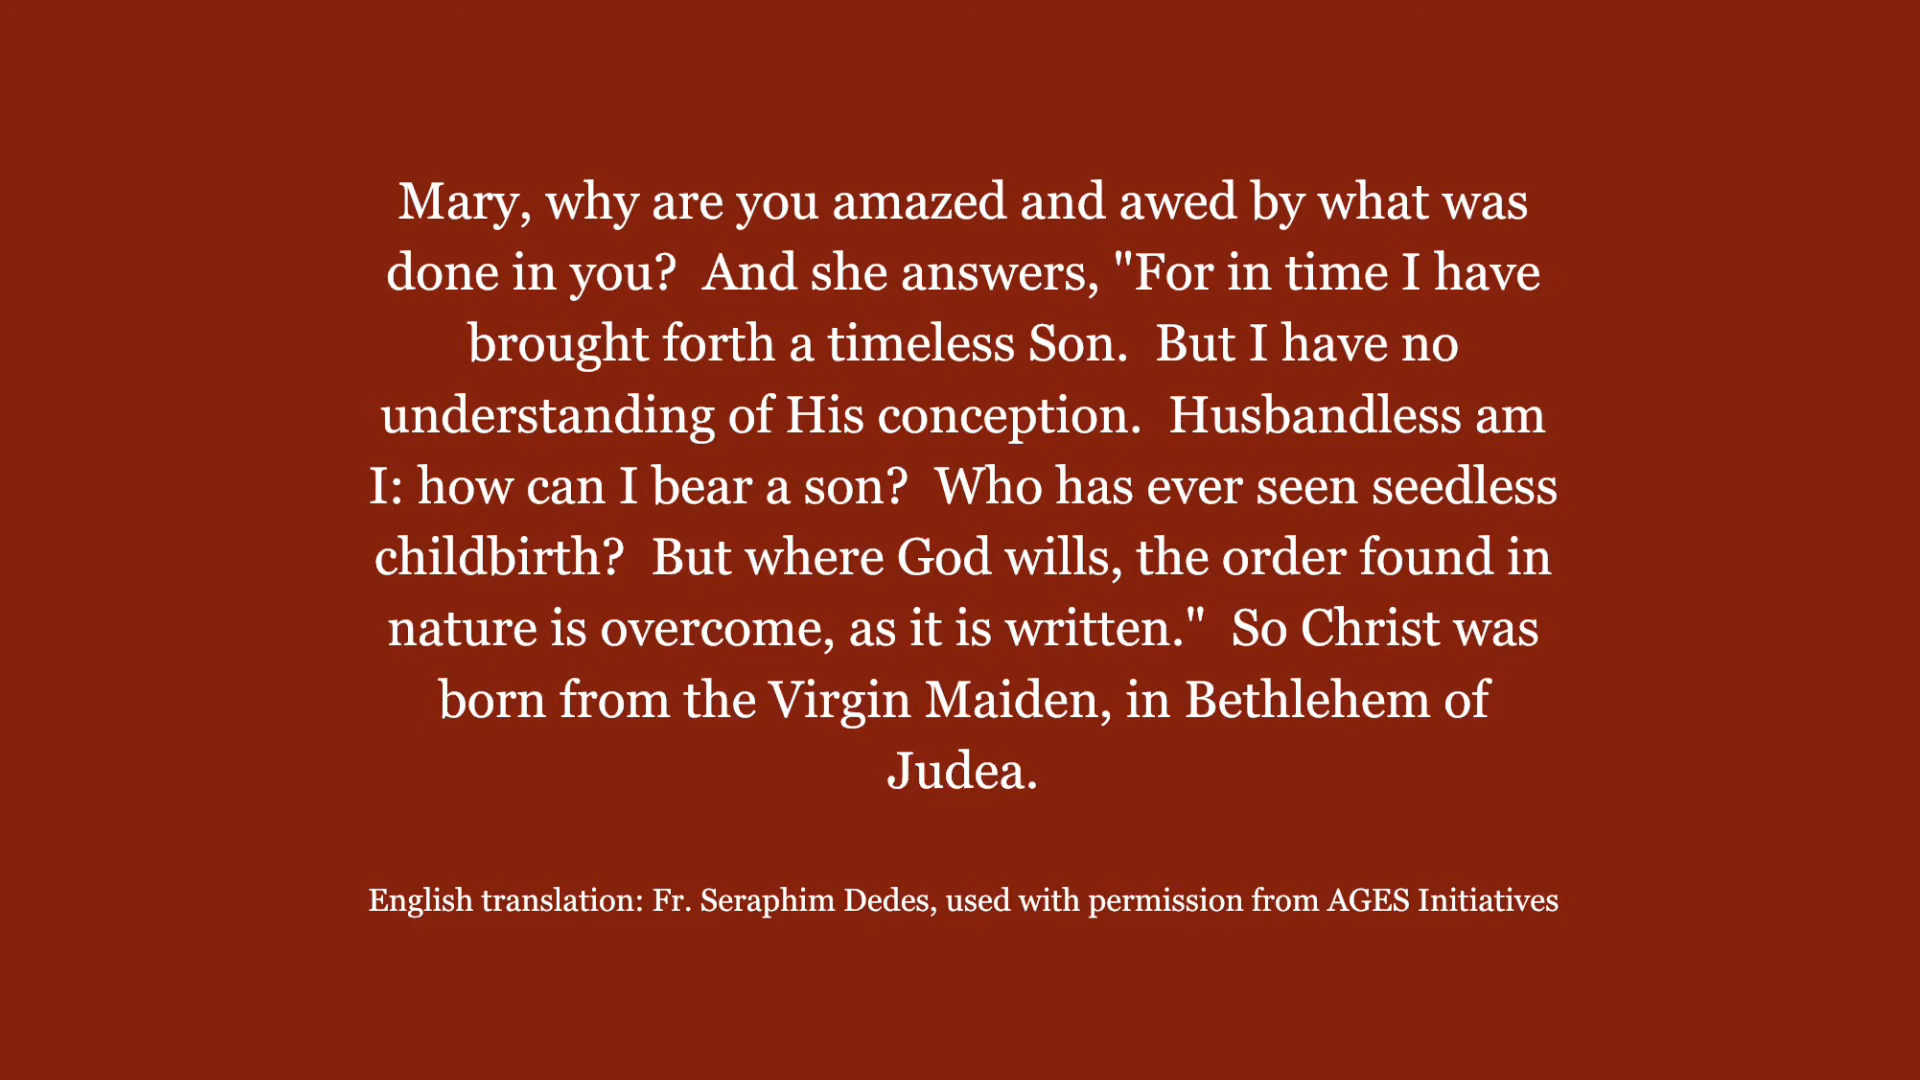 Mary, why are you amazed and awed by what was
done in you?  And she answers, "For in time I have
brought forth a timeless Son.  But I have no
understanding of His conception.  Husbandless am
I: how can I bear a son?  Who has ever seen seedless
childbirth?  But where God wills, the order found in
nature is overcome, as it is written."  So Christ was
born from the Virgin Maiden, in Bethlehem of
Judea.
English translation: Fr. Seraphim Dedes, used with permission from AGES Initiatives